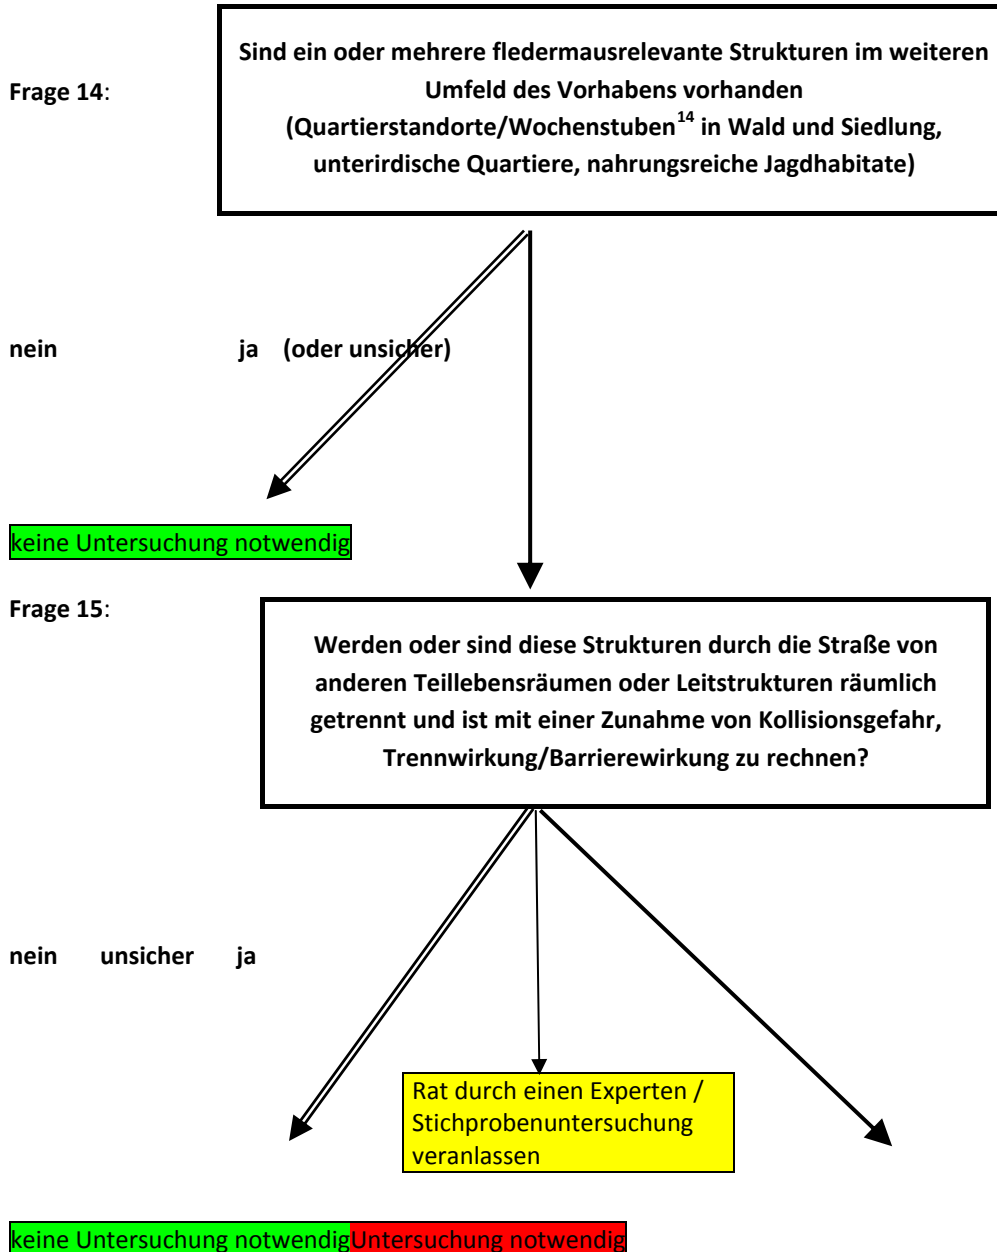 Frage 14:
Sind ein oder mehrere fledermausrelevante Strukturen im weiteren
Umfeld des Vorhabens vorhanden
(Quartierstandorte/Wochenstuben14 in Wald und Siedlung,
unterirdische Quartiere, nahrungsreiche Jagdhabitate)
nein ja (oder unsicher)
keine Untersuchung notwendig
Frage 15:
Werden oder sind diese Strukturen durch die Straße von
anderen Teillebensräumen oder Leitstrukturen räumlich
getrennt und ist mit einer Zunahme von Kollisionsgefahr,
Trennwirkung/Barrierewirkung zu rechnen?
nein unsicher ja
Rat durch einen Experten /
Stichprobenuntersuchung
veranlassen
keine Untersuchung notwendig Untersuchung notwendig